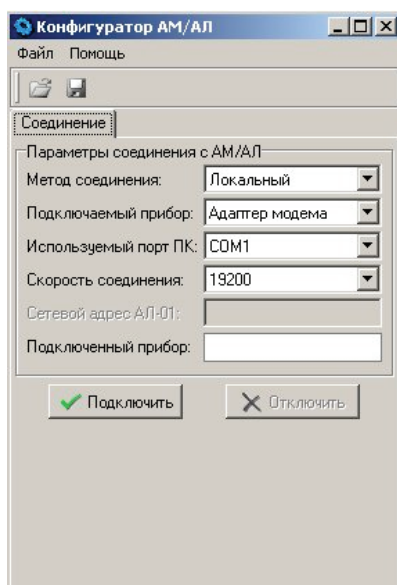 Конфигуратор АМ/АЛ
Файл Помощь
Соединение
Параметры соединения с АМ/АЛ
Метод соединения: Локальный
Подключаемый прибор: Адаптер модема
Используемый порт ПК: COM1
Скорость соединения: 19200
Сетевой адрес АЛ-01:
Подключенный прибор:
Подключить Отключить